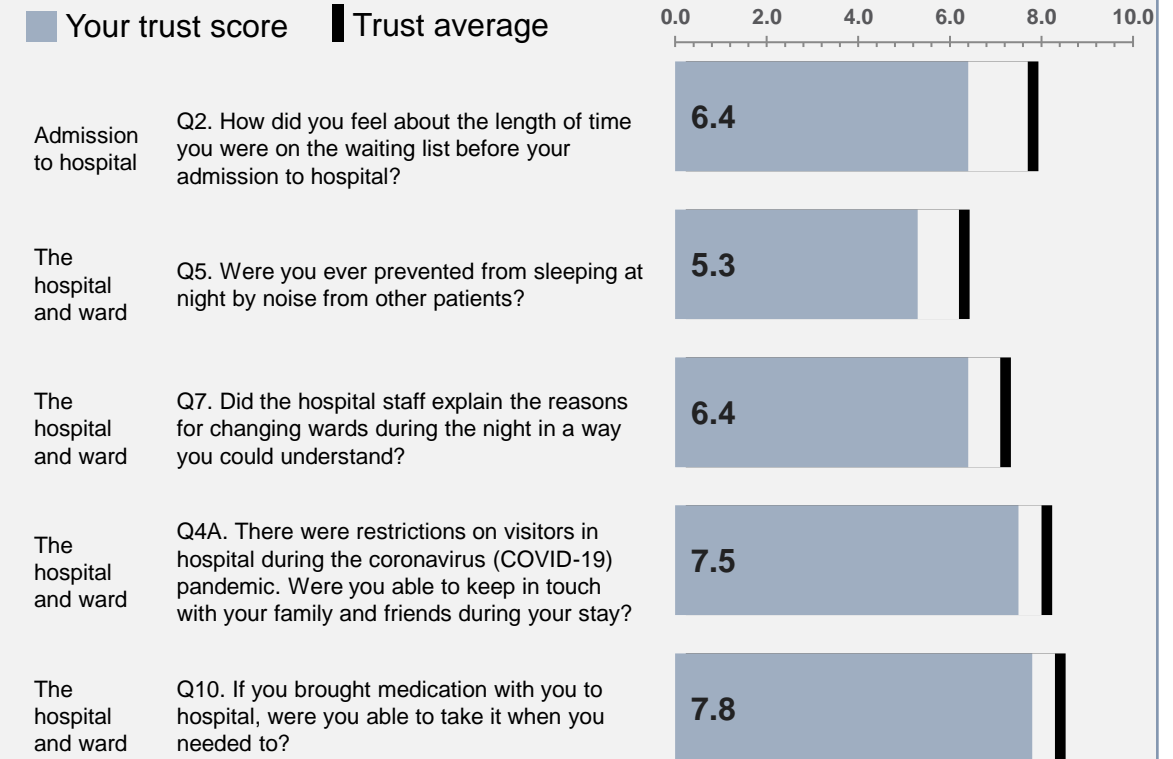 Your trust score Trust average
0.0 2.0 4.0 6.0 8.0 10.0
Admission
to hospital
Q2. How did you feel about the length of time
you were on the waiting list before your
admission to hospital?
6.4
The
hospital
and ward
Q5. Were you ever prevented from sleeping at
night by noise from other patients?
5.3
The
hospital
and ward
Q7. Did the hospital staff explain the reasons
for changing wards during the night in a way
you could understand?
6.4
The
hospital
and ward
Q4A. There were restrictions on visitors in
hospital during the coronavirus (COVID-19)
pandemic. Were you able to keep in touch
with your family and friends during your stay?
7.5
The
hospital
and ward
Q10. If you brought medication with you to
hospital, were you able to take it when you
needed to?
7.8